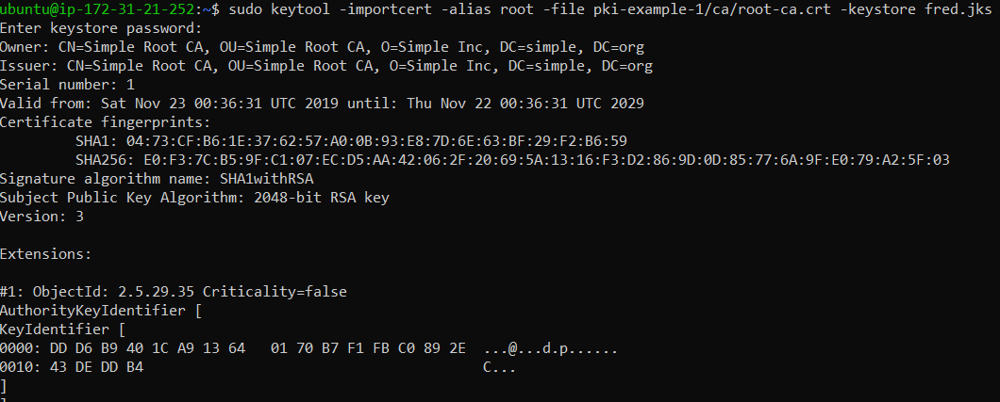 ubuntu@ip-172-31-21-252:~$ sudo keytool -importcert -alias root -file pki-example-1/ca/root-ca.crt -keystore fred.jks
Enter keystore password:
Owner: CN=Simple Root CA, OU=Simple Root CA, O=Simple Inc, DC=simple, DC=org
Issuer: CN=Simple Root CA, OU=Simple Root CA, O=Simple Inc, DC=simple, DC=org
Serial number: 1
Valid from: Sat Nov 23 00:36:31 UTC 2019 until: Thu Nov 22 00:36:31 UTC 2029
Certificate fingerprints:
         SHA1: 04:73:CF:B6:1E:37:62:57:A0:0B:93:E8:7D:6E:63:BF:29:F2:B6:59
         SHA256: E0:F3:7C:B5:9F:C1:07:EC:D5:AA:42:06:2F:20:69:5A:13:16:F3:D2:86:9D:0D:85:77:6A:9F:E0:79:A2:5F:03
Signature algorithm name: SHA1withRSA
Subject Public Key Algorithm: 2048-bit RSA key
Version: 3

Extensions:

#1: ObjectId: 2.5.29.35 Criticality=false
AuthorityKeyIdentifier [
KeyIdentifier [
0000: DD D6 B9 40 1C A9 13 64   01 70 B7 F1 FB C0 89 2E  ...@...d.p......
0010: 43 DE DD B4                                        C...
]